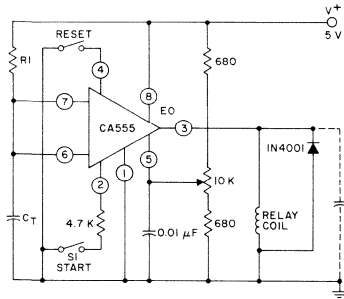 RESET
V+
5 V
R1
680
4
8
EO
7
CA555
3
6
5
1N4001
2
1
10 K
4.7 K
680
RELAY
COIL
CT
0.01 µF
S1
START